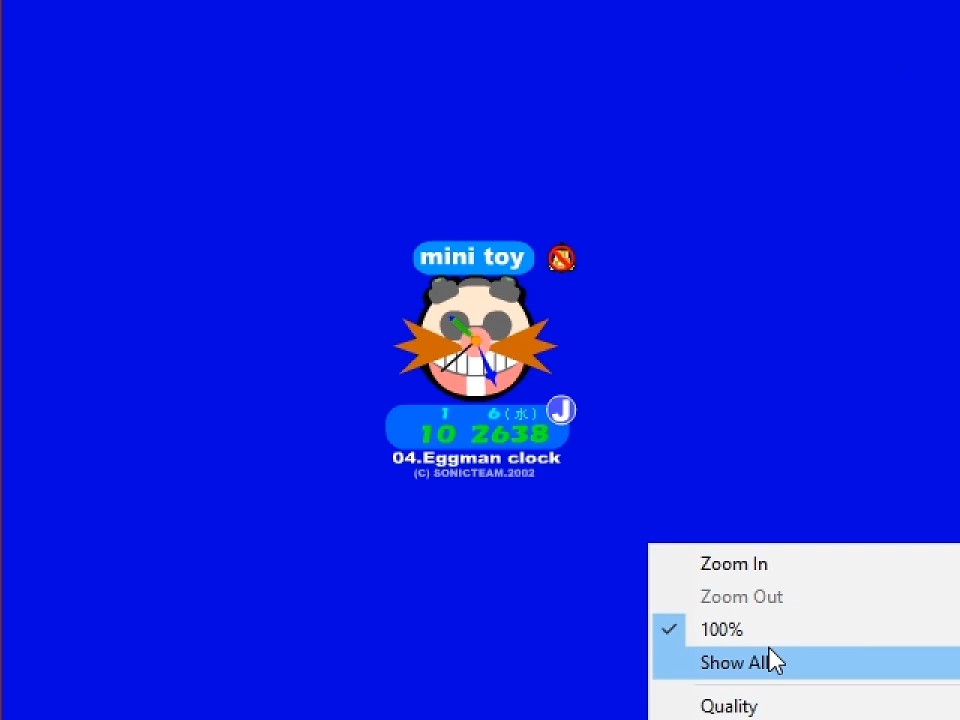 mini toy
1 6(水)
J
10 2638
04.Eggman clock
(C) SONICTEAM.2002
Zoom In
Zoom Out
100%
Show All
Quality